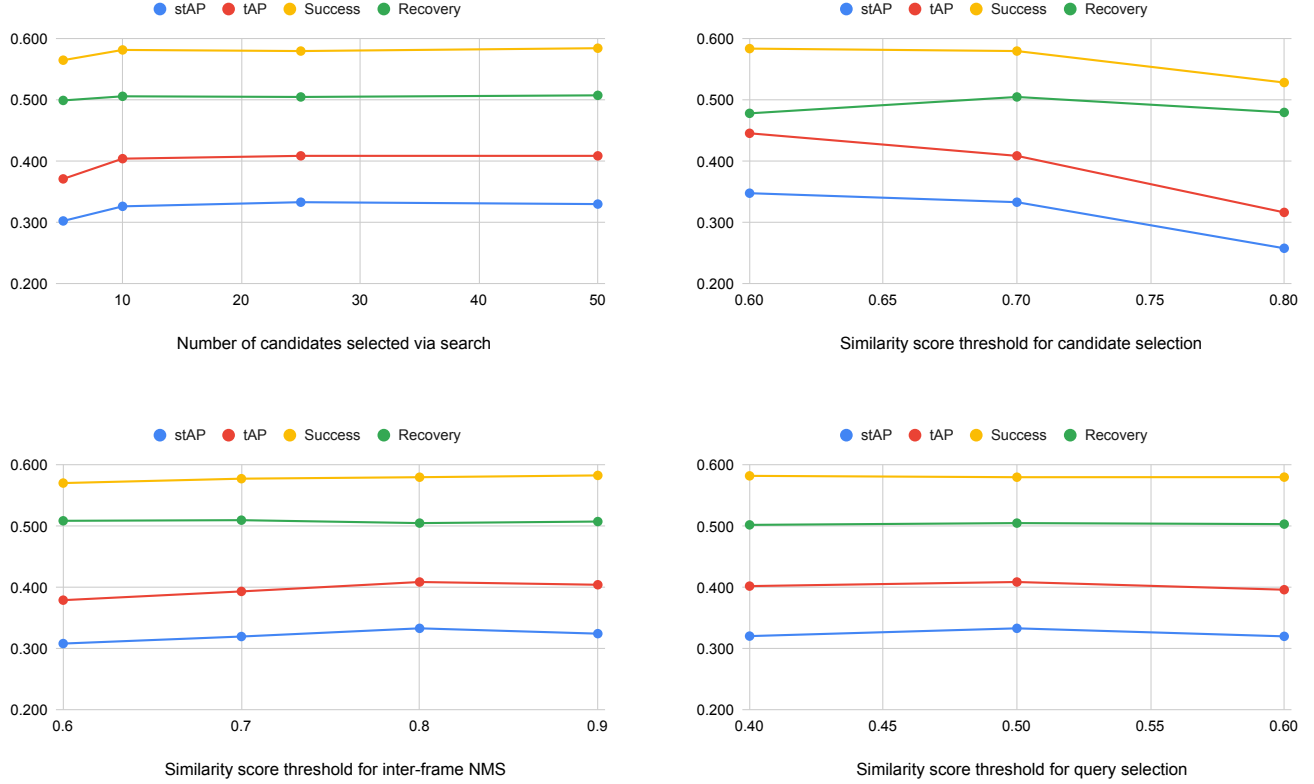 stAP tAP Success Recovery
0.600
0.500
0.400
0.300
0.200
10 20 30 40 50
Number of candidates selected via search
stAP tAP Success Recovery
0.600
0.500
0.400
0.300
0.200
0.60 0.65 0.70 0.75 0.80
Similarity score threshold for candidate selection
stAP tAP Success Recovery
0.600
0.500
0.400
0.300
0.200
0.6 0.7 0.8 0.9
Similarity score threshold for inter-frame NMS
stAP tAP Success Recovery
0.600
0.500
0.400
0.300
0.200
0.40 0.45 0.50 0.55 0.60
Similarity score threshold for query selection